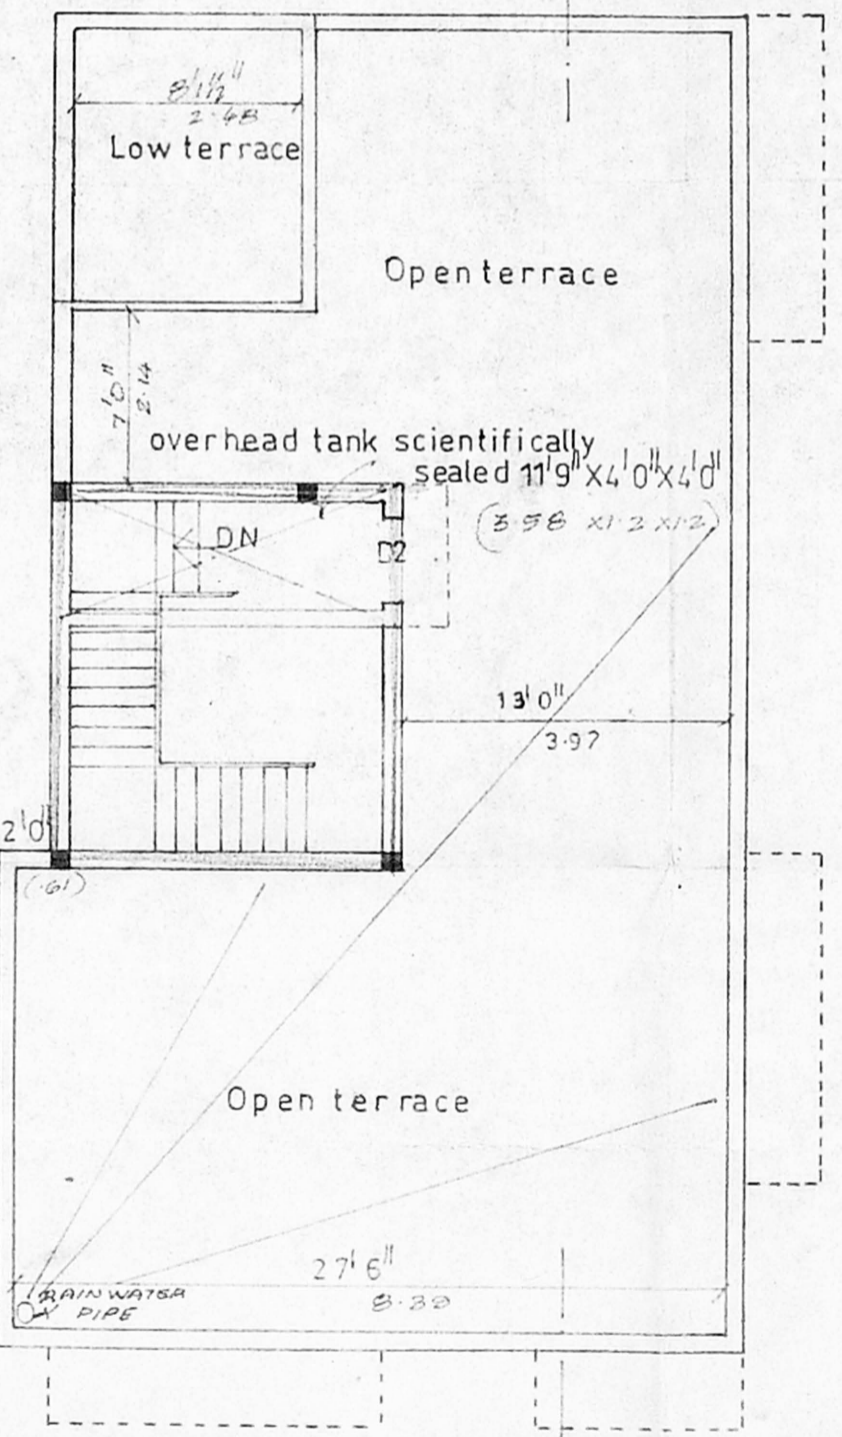 8'1½"
2.48
Low terrace
Open terrace
7'0"
2.14
overhead tank scientifically
sealed 11'9"X4'0"X4'0"
(3.58 X1.2 X1.2)
DN
D2
13'0"
3.97
2'0"
(.61)
Open terrace
27'6"
8.39
RAIN WATER
PIPE